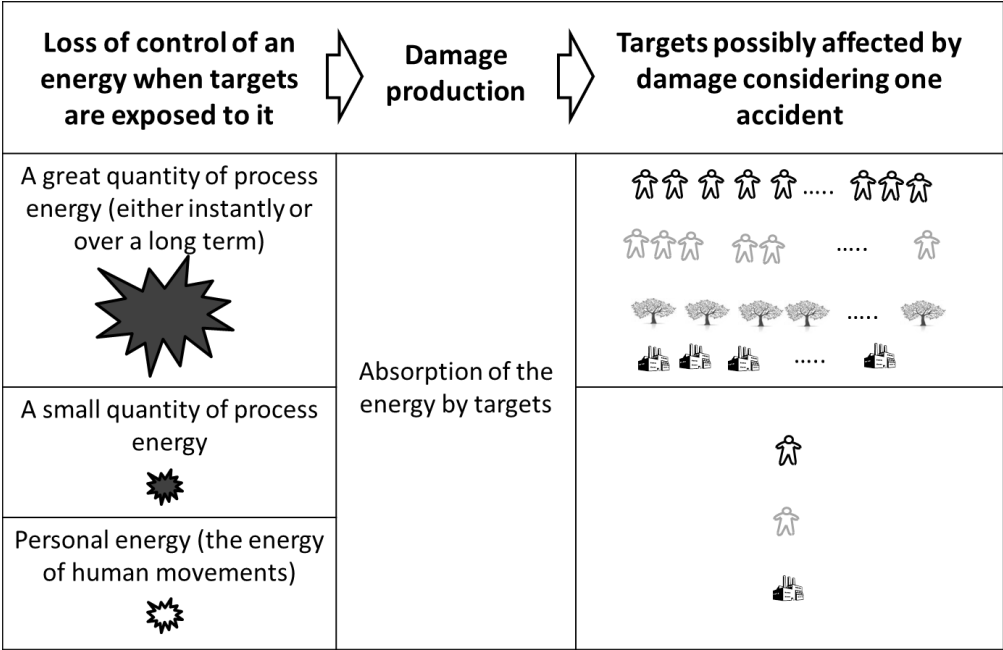 Loss of control of an
energy when targets
are exposed to it
Damage
production
Targets possibly affected by
damage considering one
accident
A great quantity of process
energy (either instantly or
over a long term)
.....
.....
.....
.....
Absorption of the
energy by targets
A small quantity of process
energy
Personal energy (the energy
of human movements)